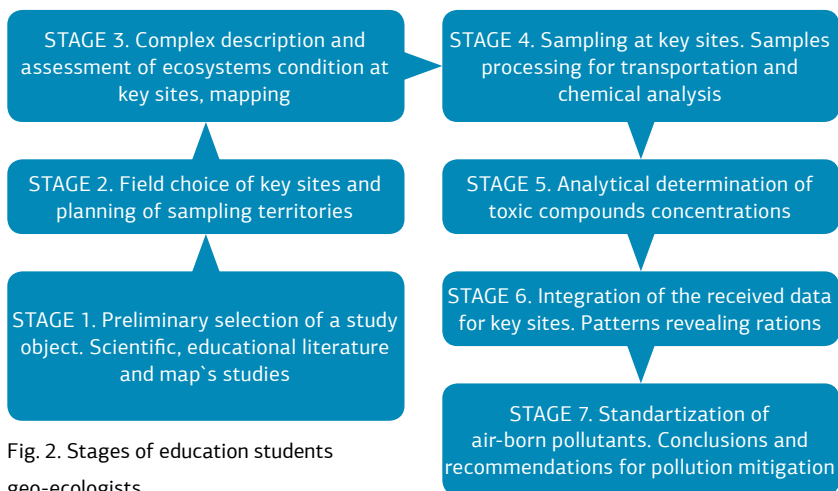 STAGE 3. Complex description and
assessment of ecosystems condition at
key sites, mapping
STAGE 2. Field choice of key sites and
planning of sampling territories
STAGE 1. Preliminary selection of a study
object. Scientific, educational literature
and map`s studies
STAGE 4. Sampling at key sites. Samples
processing for transportation and
chemical analysis
STAGE 5. Analytical determination of
toxic compounds concentrations
STAGE 6. Integration of the received data
for key sites. Patterns revealing rations
STAGE 7. Standartization of
air-born pollutants. Conclusions and
recommendations for pollution mitigation
Fig. 2. Stages of education students
geo-ecologists